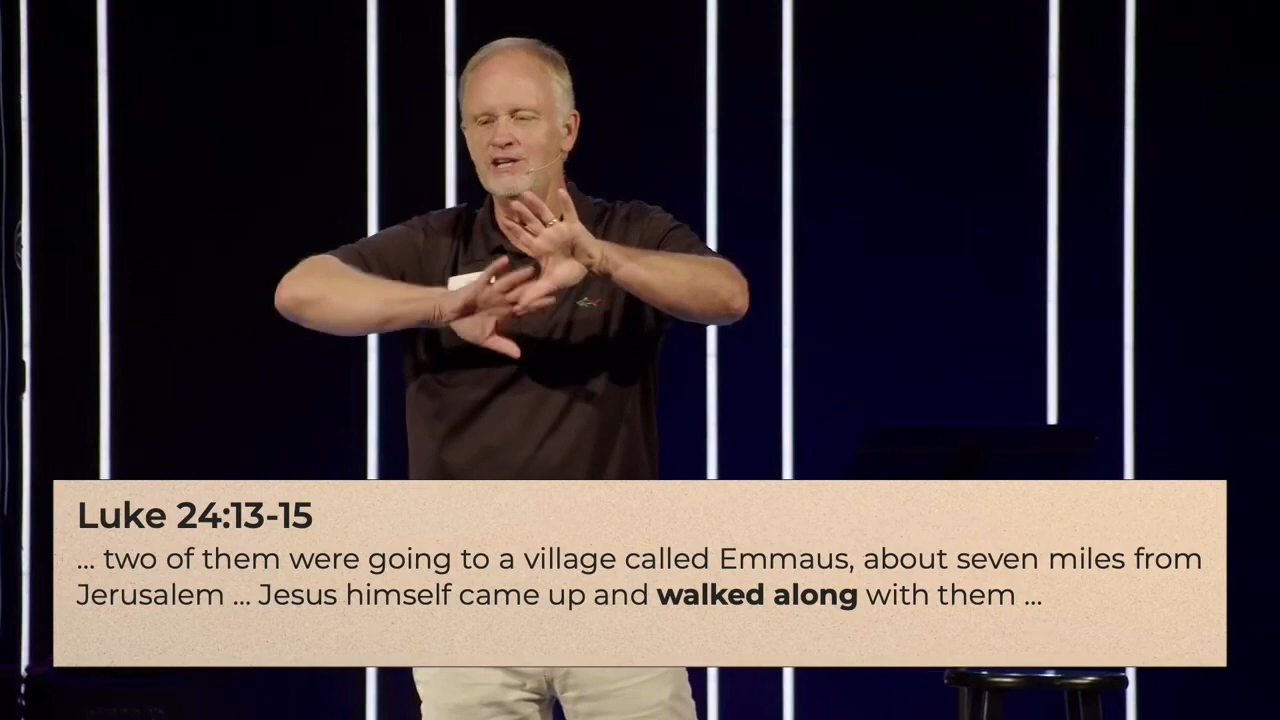 Luke 24:13-15
... two of them were going to a village called Emmaus, about seven miles from
Jerusalem ... Jesus himself came up and walked along with them ...